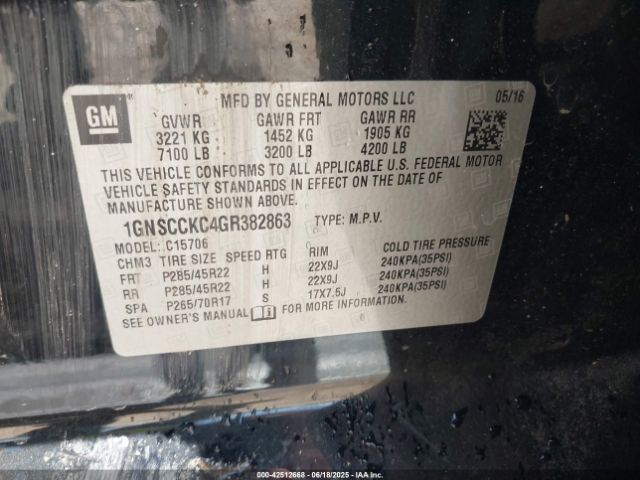 GM
MFD BY GENERAL MOTORS LLC 05/16
GVWR GAWR FRT GAWR RR
3221 KG 1452 KG 1905 KG
7100 LB 3200 LB 4200 LB
THIS VEHICLE CONFORMS TO ALL APPLICABLE U.S. FEDERAL MOTOR
VEHICLE SAFETY STANDARDS IN EFFECT ON THE DATE OF
MANUFACTURE SHOWN ABOVE.
1GNSCCKC4GR382863 TYPE: M.P.V.
MODEL: C15706
CHM3 TIRE SIZE SPEED RTG RIM COLD TIRE PRESSURE
FRT P285/45R22 H 22X9J 240KPA(35PSI)
RR P285/45R22 H 22X9J 240KPA(35PSI)
SPA P265/70R17 S 17X7.5J 240KPA(35PSI)
SEE OWNER'S MANUAL FOR MORE INFORMATION.
000-42512668 - 06/18/2025 - IAAI.com